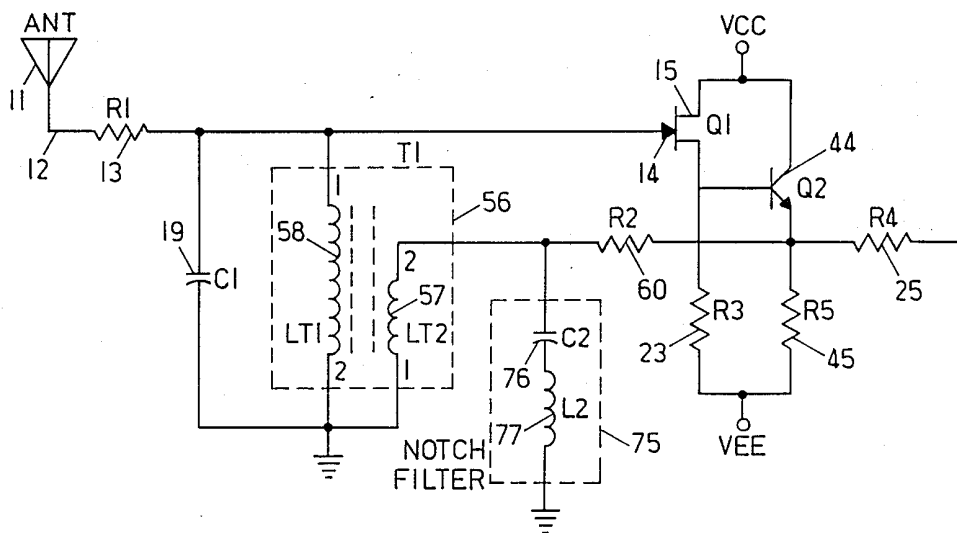 ANT
VCC
11
R1
15
Q1
44
12
13
T1
14
Q2
1
56
19
58
R2
R4
C1
2
57
60
25
LT1
LT2
C2
R3
R5
2
1
76
23
45
77
L2
75
VEE
NOTCH
FILTER